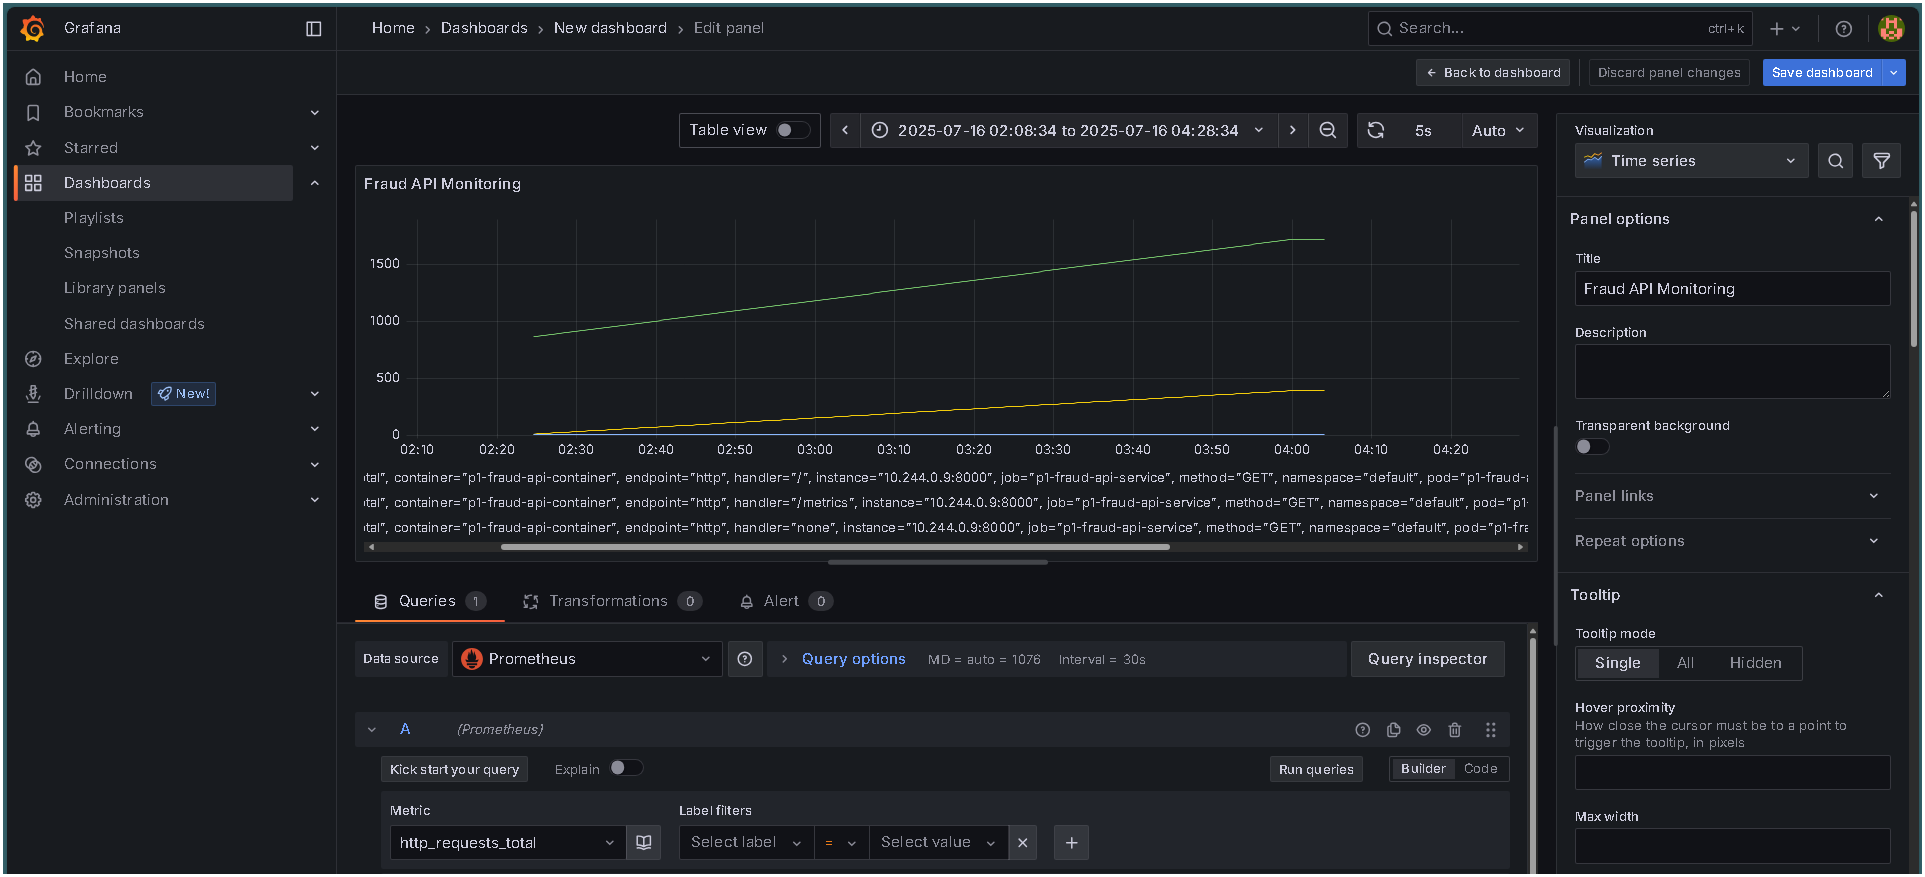 Grafana
Home › Dashboards › New dashboard › Edit panel
Search...
ctrl+k
Home
Bookmarks
Starred
Dashboards
Playlists
Snapshots
Library panels
Shared dashboards
Explore
Drilldown New!
Alerting
Connections
Administration
← Back to dashboard
Discard panel changes
Save dashboard
Table view
2025-07-16 02:08:34 to 2025-07-16 04:28:34
5s
Auto
Fraud API Monitoring
1500
1000
500
0
02:10 02:20 02:30 02:40 02:50 03:00 03:10 03:20 03:30 03:40 03:50 04:00 04:10 04:20
otal", container="p1-fraud-api-container", endpoint="http", handler="/", instance="10.244.0.9:8000", job="p1-fraud-api-service", method="GET", namespace="default", pod="p1-fraud-a
otal", container="p1-fraud-api-container", endpoint="http", handler="/metrics", instance="10.244.0.9:8000", job="p1-fraud-api-service", method="GET", namespace="default", pod="p1-
otal", container="p1-fraud-api-container", endpoint="http", handler="none", instance="10.244.0.9:8000", job="p1-fraud-api-service", method="GET", namespace="default", pod="p1-fra
Queries 1
Transformations 0
Alert 0
Data source
Prometheus
Query options
MD = auto = 1076
Interval = 30s
Query inspector
A
(Prometheus)
Kick start your query
Explain
Run queries
Builder
Code
Metric
Label filters
http_requests_total
Select label
=
Select value
Visualization
Time series
Panel options
Title
Fraud API Monitoring
Description
Transparent background
Panel links
Repeat options
Tooltip
Tooltip mode
Single
All
Hidden
Hover proximity
How close the cursor must be to a point to
trigger the tooltip, in pixels
Max width